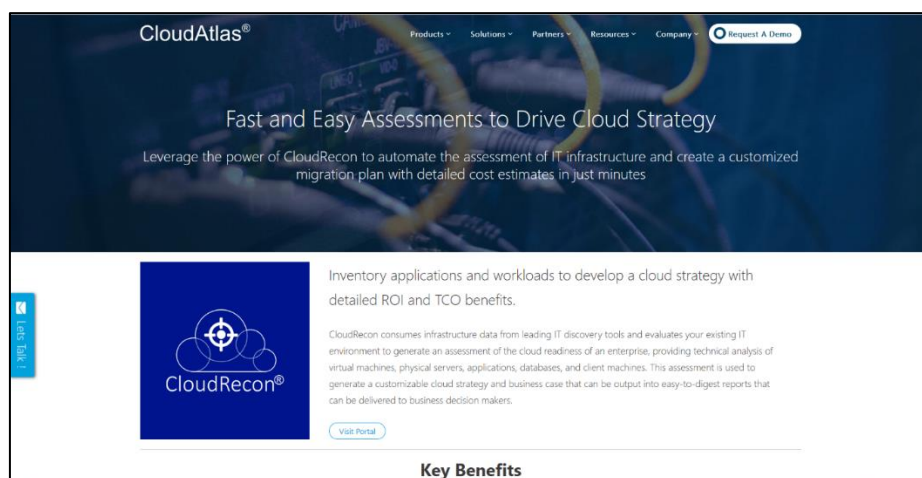 CloudAtlas®
Products
Solutions
Partners
Resources
Company
Request A Demo
Fast and Easy Assessments to Drive Cloud Strategy
Leverage the power of CloudRecon to automate the assessment of IT infrastructure and create a customized
migration plan with detailed cost estimates in just minutes
Lets Talk !
CloudRecon®
Inventory applications and workloads to develop a cloud strategy with
detailed ROI and TCO benefits.
CloudRecon consumes infrastructure data from leading IT discovery tools and evaluates your existing IT
environment to generate an assessment of the cloud readiness of an enterprise, providing technical analysis of
virtual machines, physical servers, applications, databases, and client machines. This assessment is used to
generate a customizable cloud strategy and business case that can be output into easy-to-digest reports that
can be delivered to business decision makers.
Visit Portal
Key Benefits